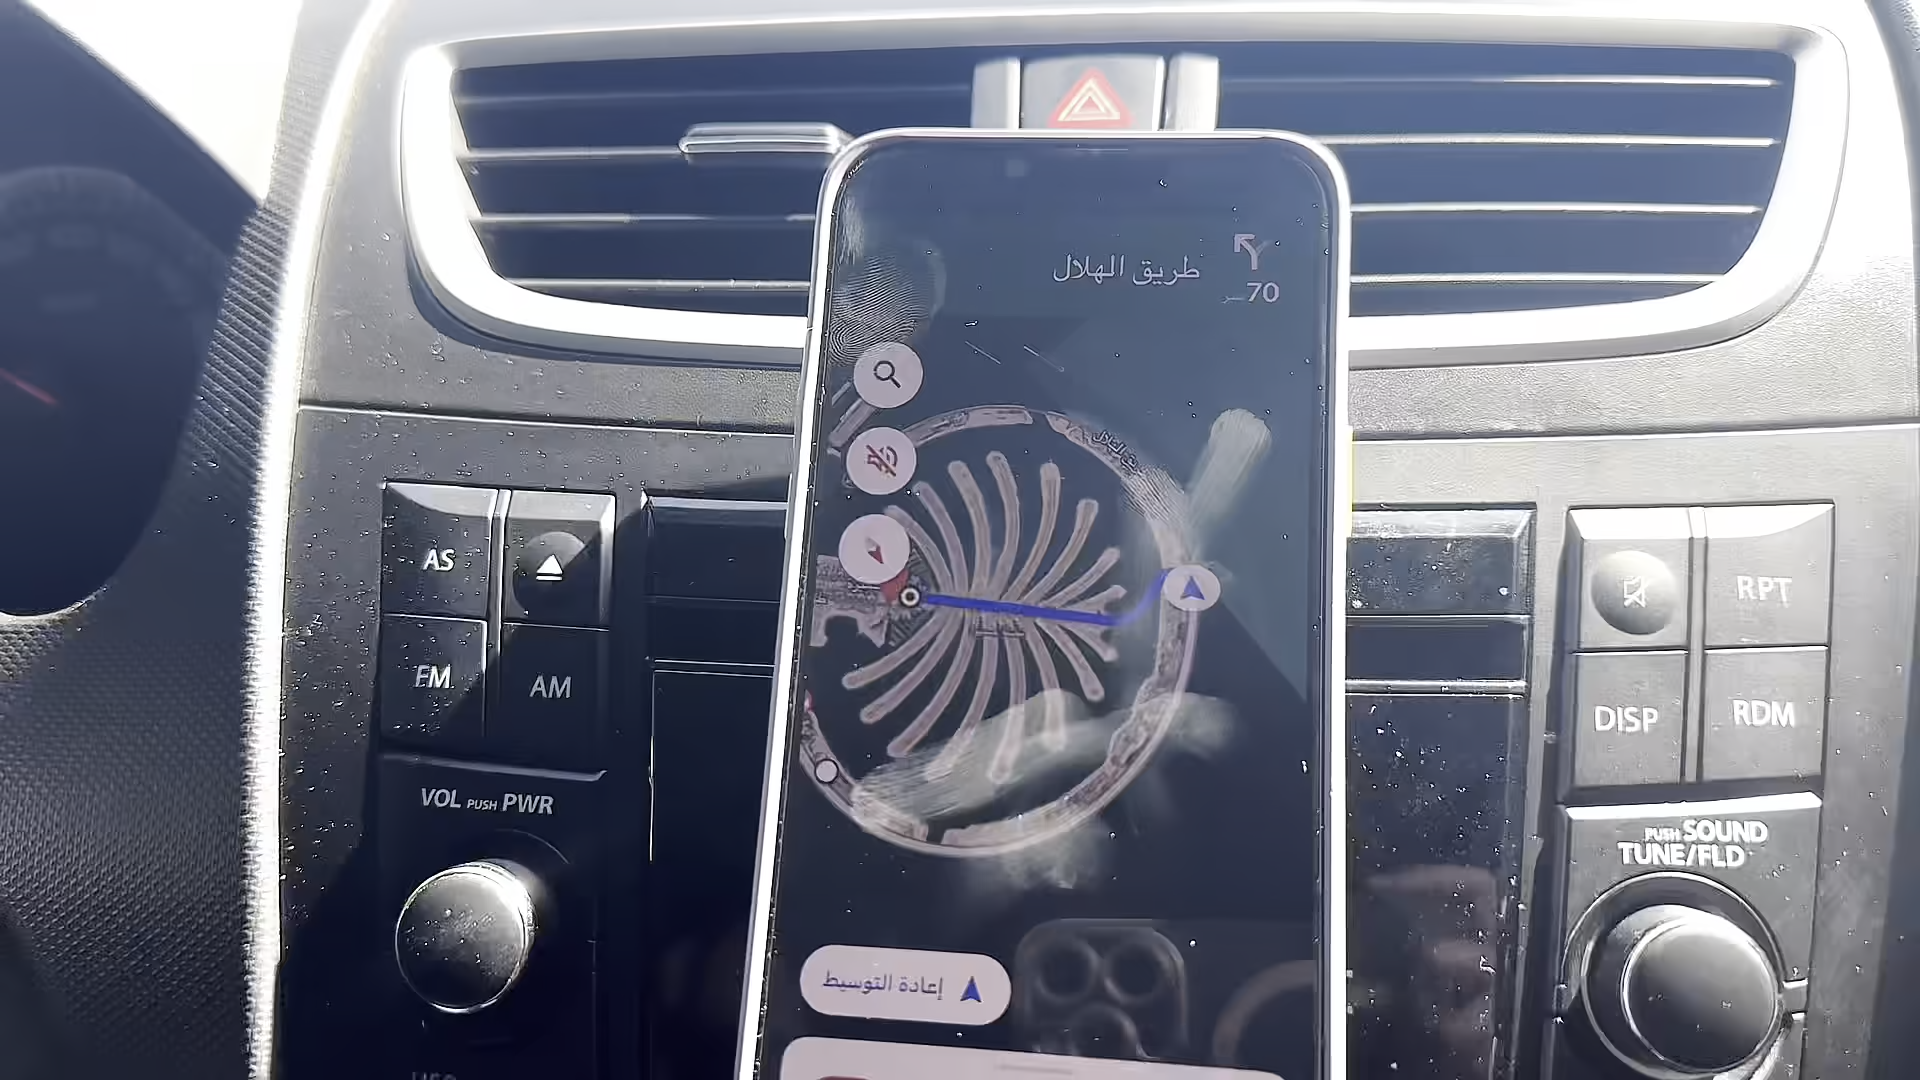 طريق الهلال
70
AS
RPT
FM
AM
DISP
RDM
VOL PUSH PWR
PUSH SOUND
TUNE/FLD
إعادة التوسيط